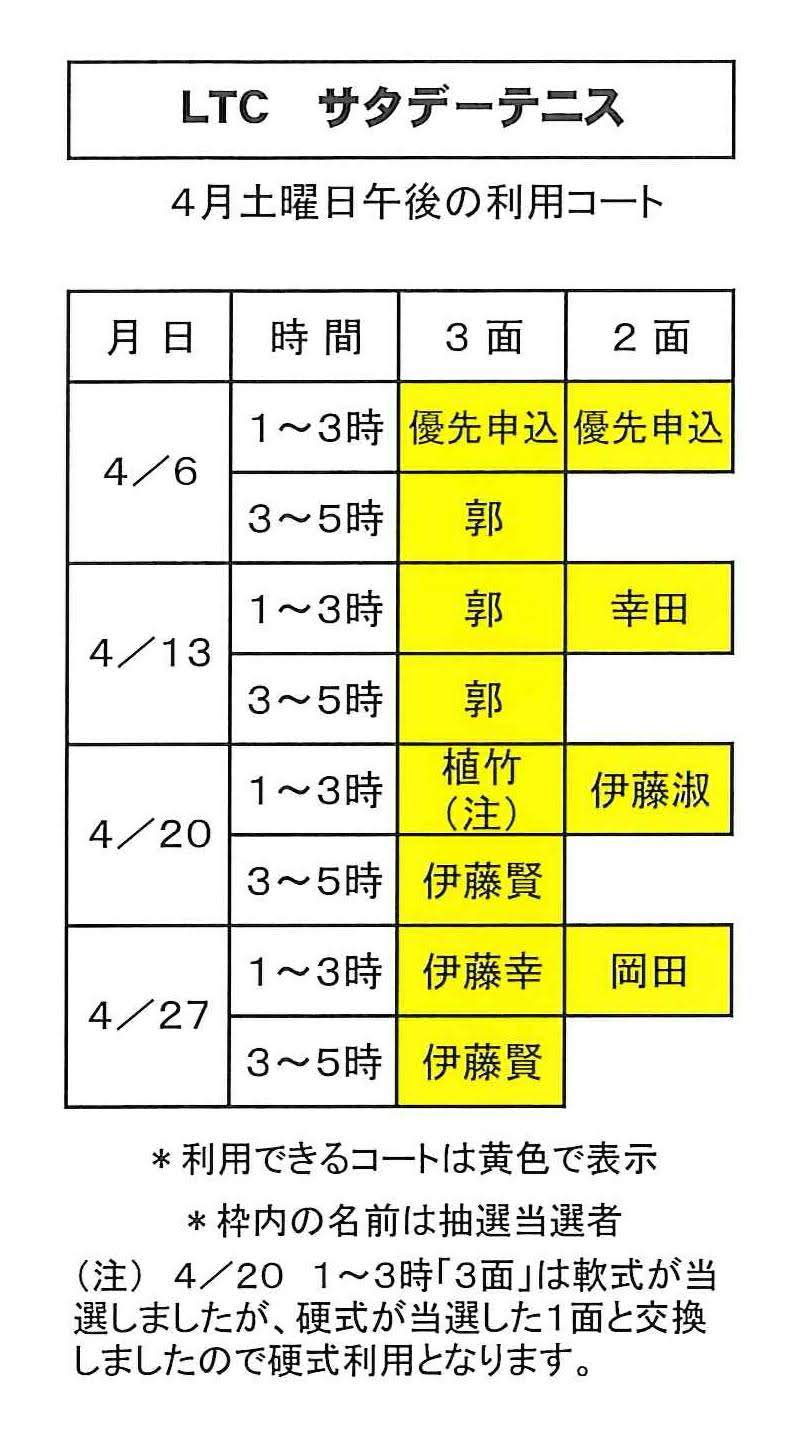 LTC　サタデーテニス
４月土曜日午後の利用コート
月 日　時 間　３ 面　２ 面
４／６　１～３時　優先申込　優先申込
３～５時　郭
４／１３　１～３時　郭　幸田
３～５時　郭
４／２０　１～３時　植竹（注）　伊藤淑
３～５時　伊藤賢
４／２７　１～３時　伊藤幸　岡田
３～５時　伊藤賢
＊利用できるコートは黄色で表示
＊枠内の名前は抽選当選者
（注）　４／２０　１～３時「３面」は軟式が当
選しましたが、硬式が当選した１面と交換
しましたので硬式利用となります。